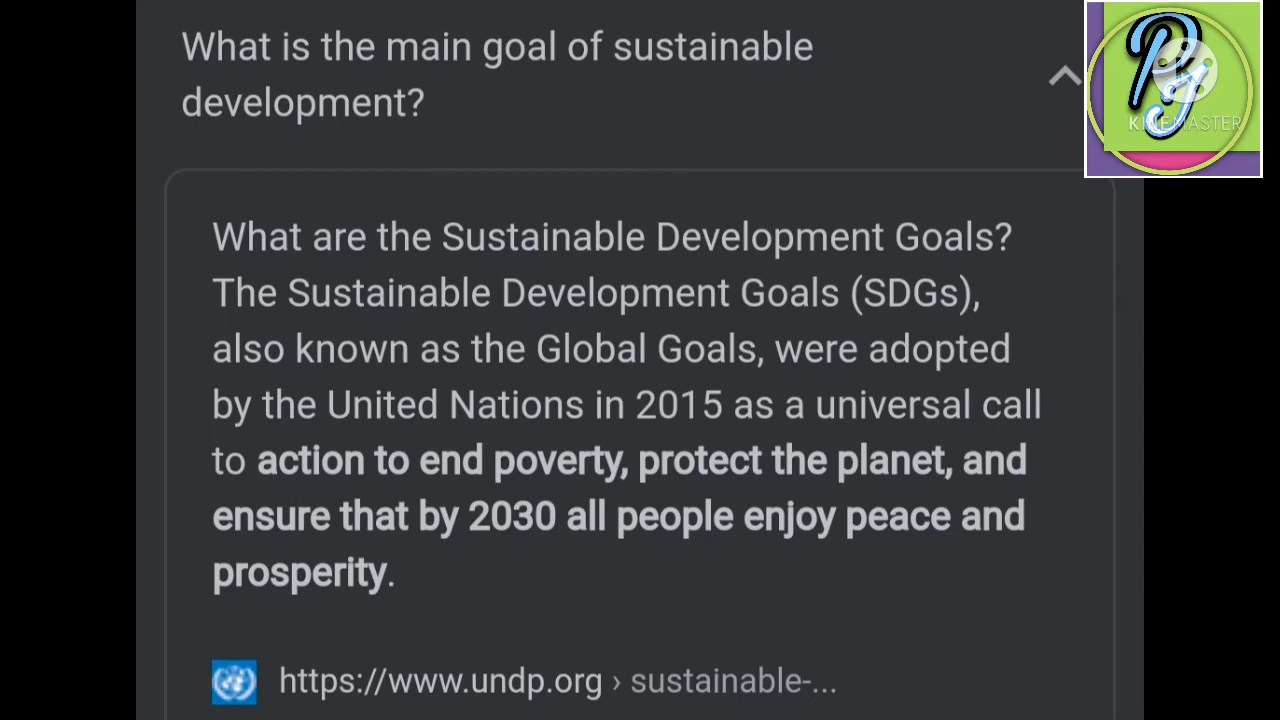 What is the main goal of sustainable
development?
What are the Sustainable Development Goals?
The Sustainable Development Goals (SDGs),
also known as the Global Goals, were adopted
by the United Nations in 2015 as a universal call
to action to end poverty, protect the planet, and
ensure that by 2030 all people enjoy peace and
prosperity.
https://www.undp.org › sustainable-...
PJ
K
KINEMASTER